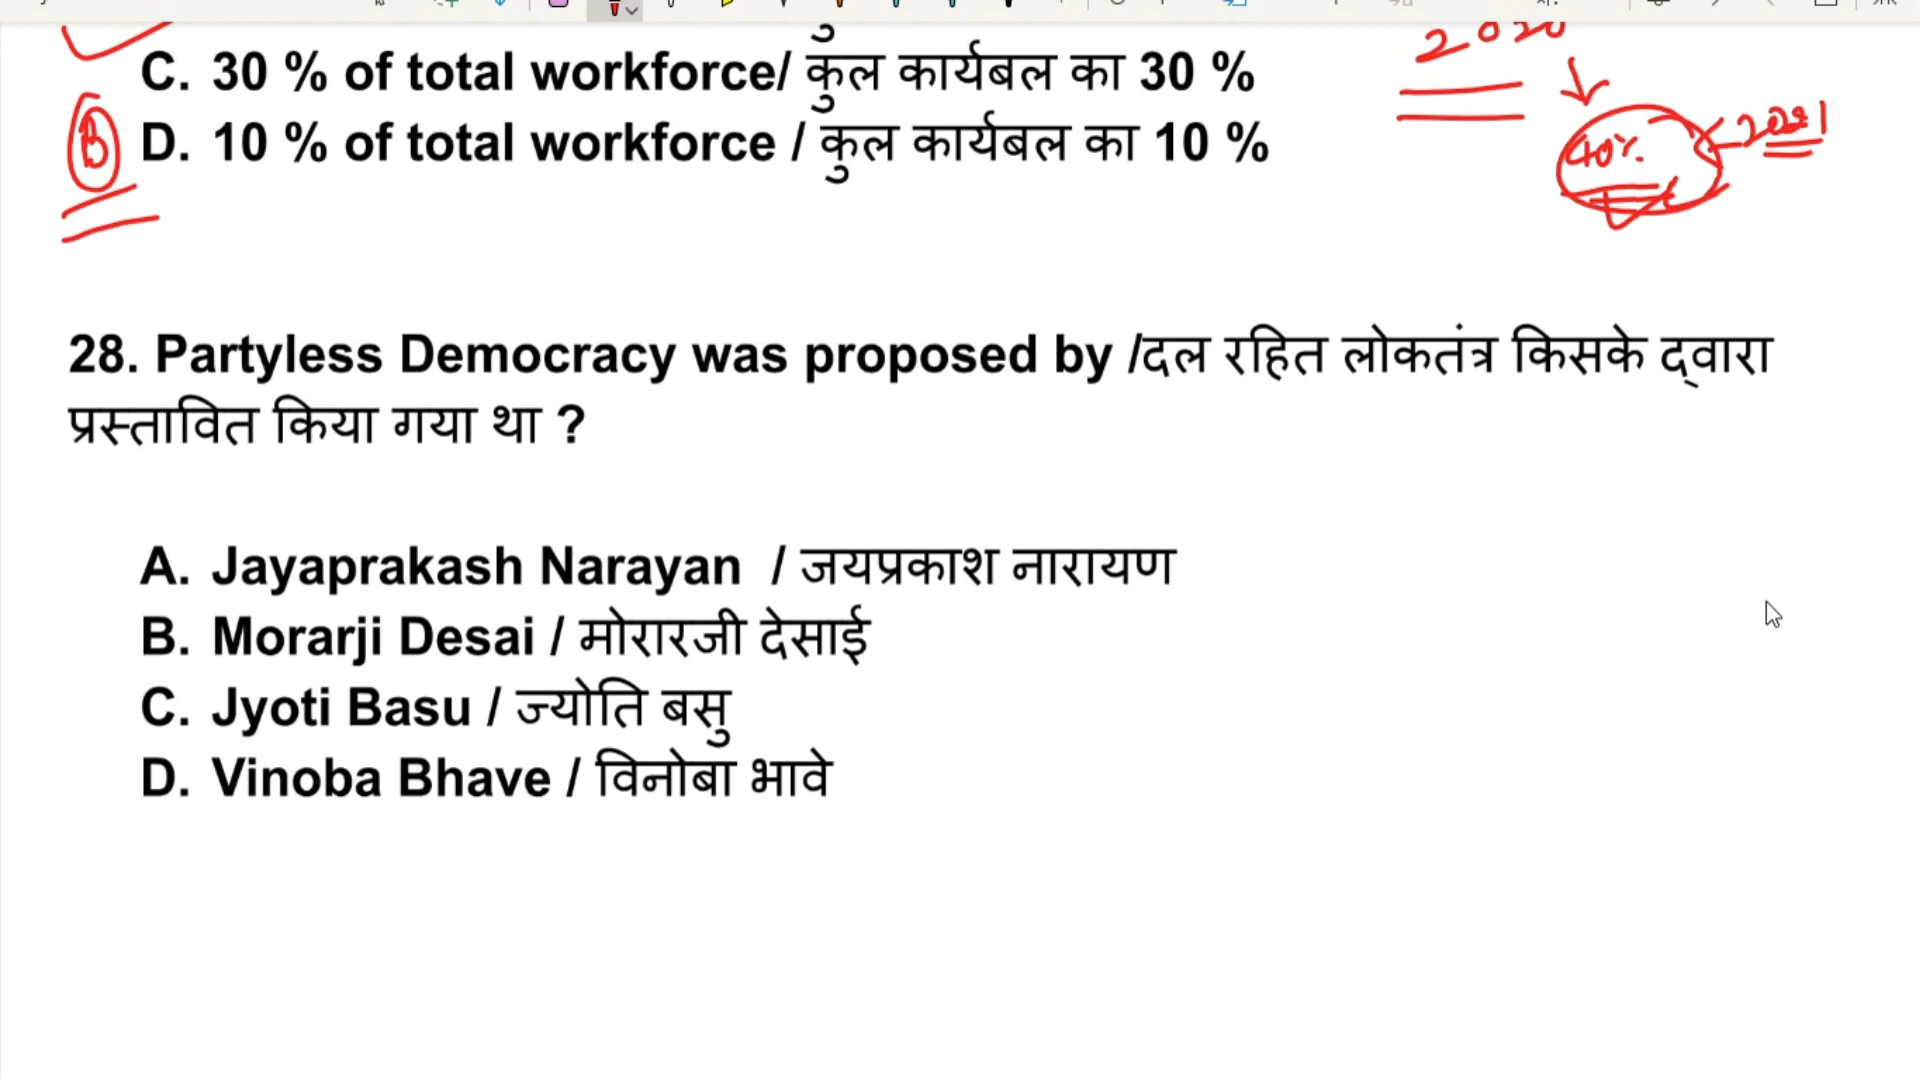 2020
C. 30 % of total workforce/ कुल कार्यबल का 30 %
B D. 10 % of total workforce / कुल कार्यबल का 10 %
40% 2021
28. Partyless Democracy was proposed by /दल रहित लोकतंत्र किसके द्वारा
प्रस्तावित किया गया था ?
A. Jayaprakash Narayan / जयप्रकाश नारायण
B. Morarji Desai / मोरारजी देसाई
C. Jyoti Basu / ज्योति बसु
D. Vinoba Bhave / विनोबा भावे